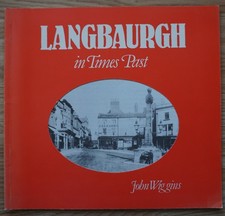 LANGBAURGH
in Times Past
John Wiggins